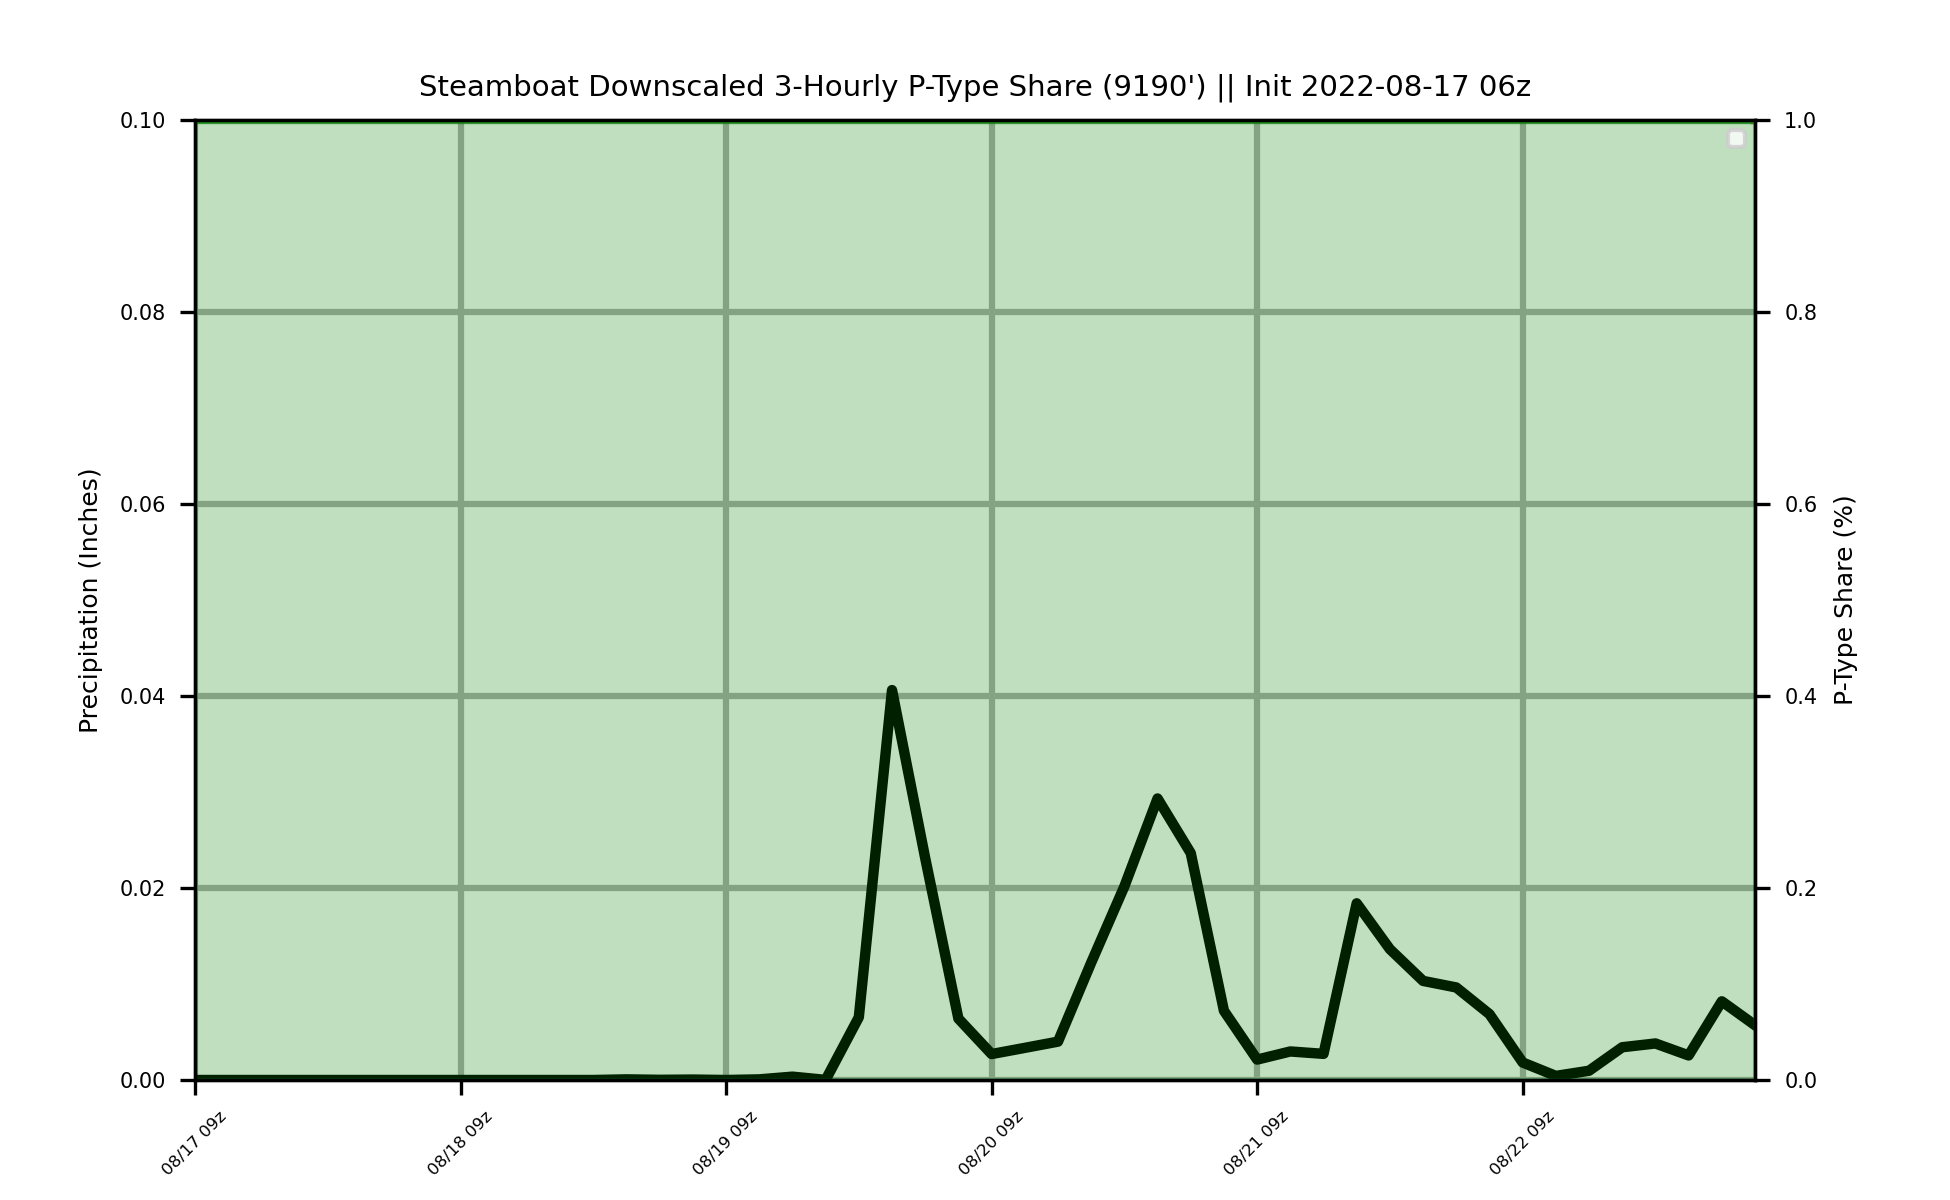 Steamboat Downscaled 3-Hourly P-Type Share (9190') || Init 2022-08-17 06z
0.10
0.08
0.06
0.04
0.02
0.00
Precipitation (Inches)
1.0
0.8
0.6
0.4
0.2
0.0
P-Type Share (%)
08/17 09z
08/18 09z
08/19 09z
08/20 09z
08/21 09z
08/22 09z